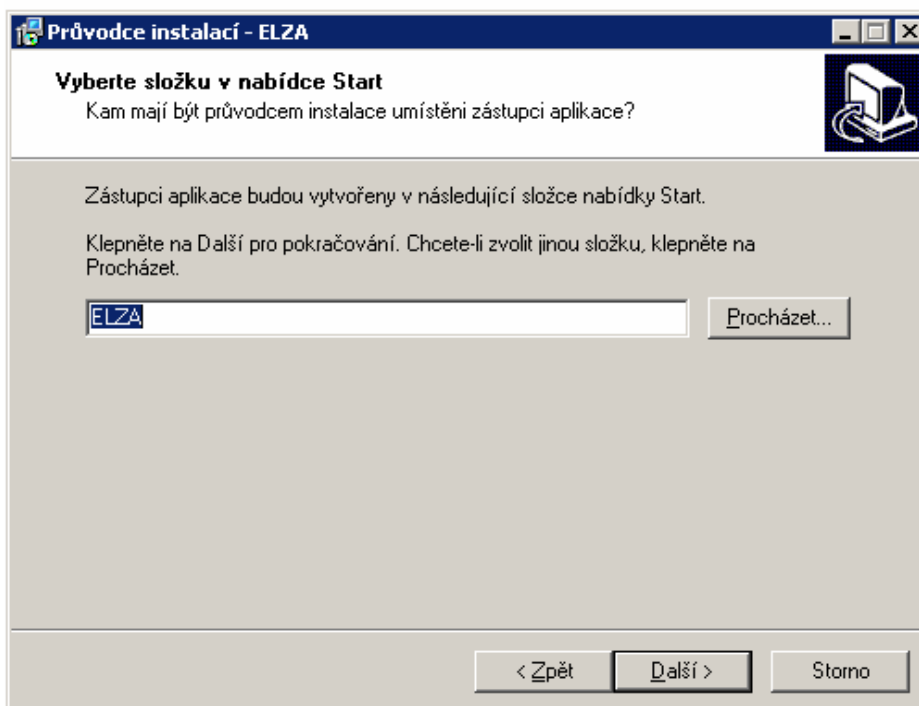 Průvodce instalací - ELZA
Vyberte složku v nabídce Start
Kam mají být průvodcem instalace umístěni zástupci aplikace?
Zástupci aplikace budou vytvořeny v následující složce nabídky Start.
Klepněte na Další pro pokračování. Chcete-li zvolit jinou složku, klepněte na
Procházet.
ELZA
Procházet...
< Zpět
Další >
Storno